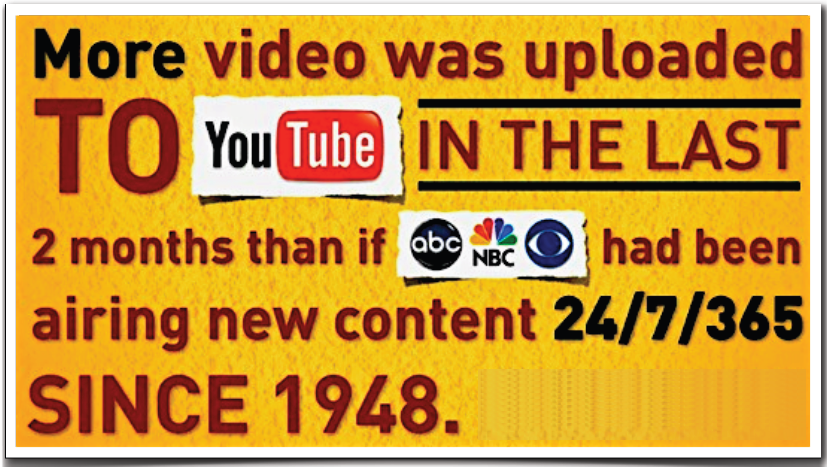 More video was uploaded
TO YouTube IN THE LAST
2 months than if abc NBC had been
airing new content 24/7/365
SINCE 1948.